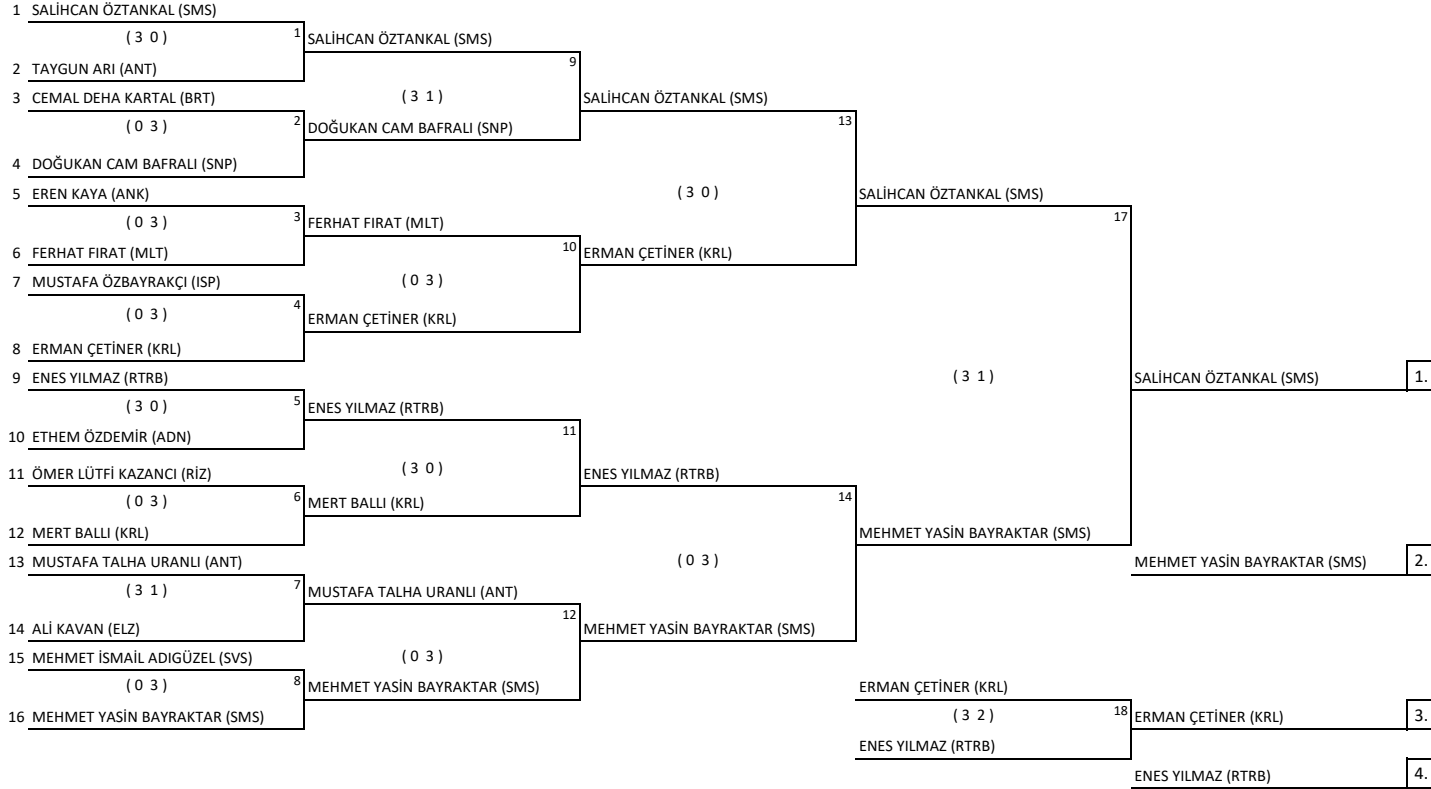 1 SALİHCAN ÖZTANKAL (SMS)
( 3 0 )
1
SALİHCAN ÖZTANKAL (SMS)
2 TAYGUN ARI (ANT)
9
3 CEMAL DEHA KARTAL (BRT)
( 3 1 )
SALİHCAN ÖZTANKAL (SMS)
( 0 3 )
2
DOĞUKAN CAM BAFRALI (SNP)
13
4 DOĞUKAN CAM BAFRALI (SNP)
5 EREN KAYA (ANK)
( 3 0 )
SALİHCAN ÖZTANKAL (SMS)
( 0 3 )
3
FERHAT FIRAT (MLT)
17
6 FERHAT FIRAT (MLT)
10
ERMAN ÇETİNER (KRL)
7 MUSTAFA ÖZBAYRAKÇI (ISP)
( 0 3 )
( 0 3 )
4
ERMAN ÇETİNER (KRL)
8 ERMAN ÇETİNER (KRL)
9 ENES YILMAZ (RTRB)
( 3 1 )
SALİHCAN ÖZTANKAL (SMS)
1.
( 3 0 )
5
ENES YILMAZ (RTRB)
10 ETHEM ÖZDEMİR (ADN)
11
11 ÖMER LÜTFİ KAZANCI (RİZ)
( 3 0 )
ENES YILMAZ (RTRB)
( 0 3 )
6
MERT BALLI (KRL)
14
12 MERT BALLI (KRL)
MEHMET YASİN BAYRAKTAR (SMS)
13 MUSTAFA TALHA URANLI (ANT)
( 0 3 )
MEHMET YASİN BAYRAKTAR (SMS)
2.
( 3 1 )
7
MUSTAFA TALHA URANLI (ANT)
14 ALİ KAVAN (ELZ)
12
MEHMET YASİN BAYRAKTAR (SMS)
15 MEHMET İSMAİL ADIGÜZEL (SVS)
( 0 3 )
( 0 3 )
8
MEHMET YASİN BAYRAKTAR (SMS)
ERMAN ÇETİNER (KRL)
16 MEHMET YASİN BAYRAKTAR (SMS)
( 3 2 )
18
ERMAN ÇETİNER (KRL)
3.
ENES YILMAZ (RTRB)
ENES YILMAZ (RTRB)
4.